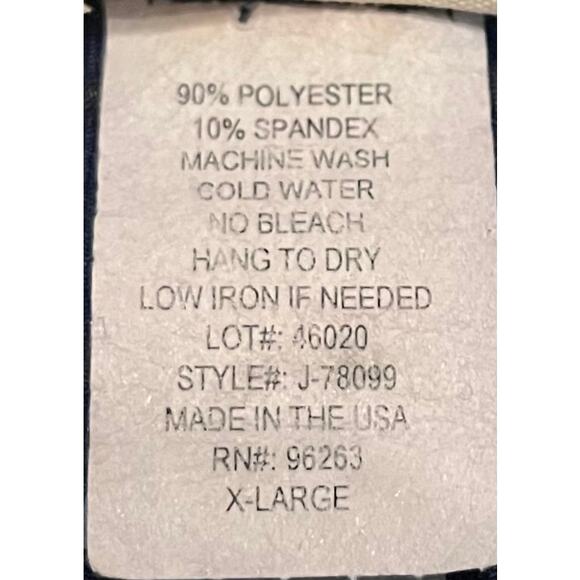 90% POLYESTER
10% SPANDEX
MACHINE WASH
COLD WATER
NO BLEACH
HANG TO DRY
LOW IRON IF NEEDED
LOT#: 46020
STYLE#: J-78099
MADE IN THE USA
RN#: 96263
X-LARGE